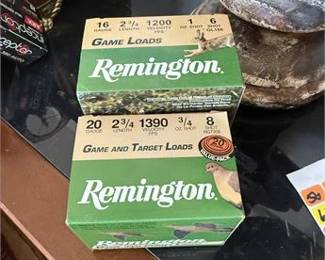 16 2 3/4 1200 1 6
GAUGE LENGTH VELOCITY OZ SHOT SHOT
FPS GL166
GAME LOADS
Remington
20 2 3/4 1390 3/4 8
GAUGE LENGTH VELOCITY OZ. SHOT SHOT
FPS
GAME AND TARGET LOADS
20
VALUE-PACK
Remington